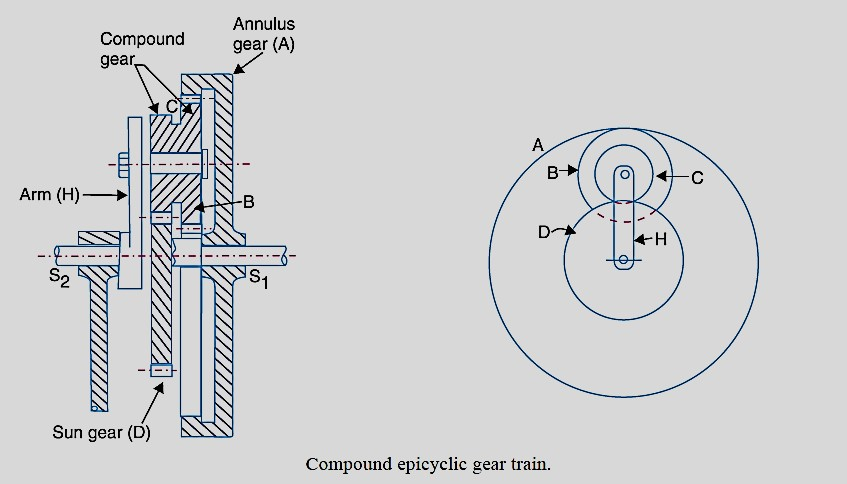 Annulus
gear (A)
Compound
gear
C
Arm (H)
B
S2
S1
Sun gear (D)
A
B
C
D
H
Compound epicyclic gear train.